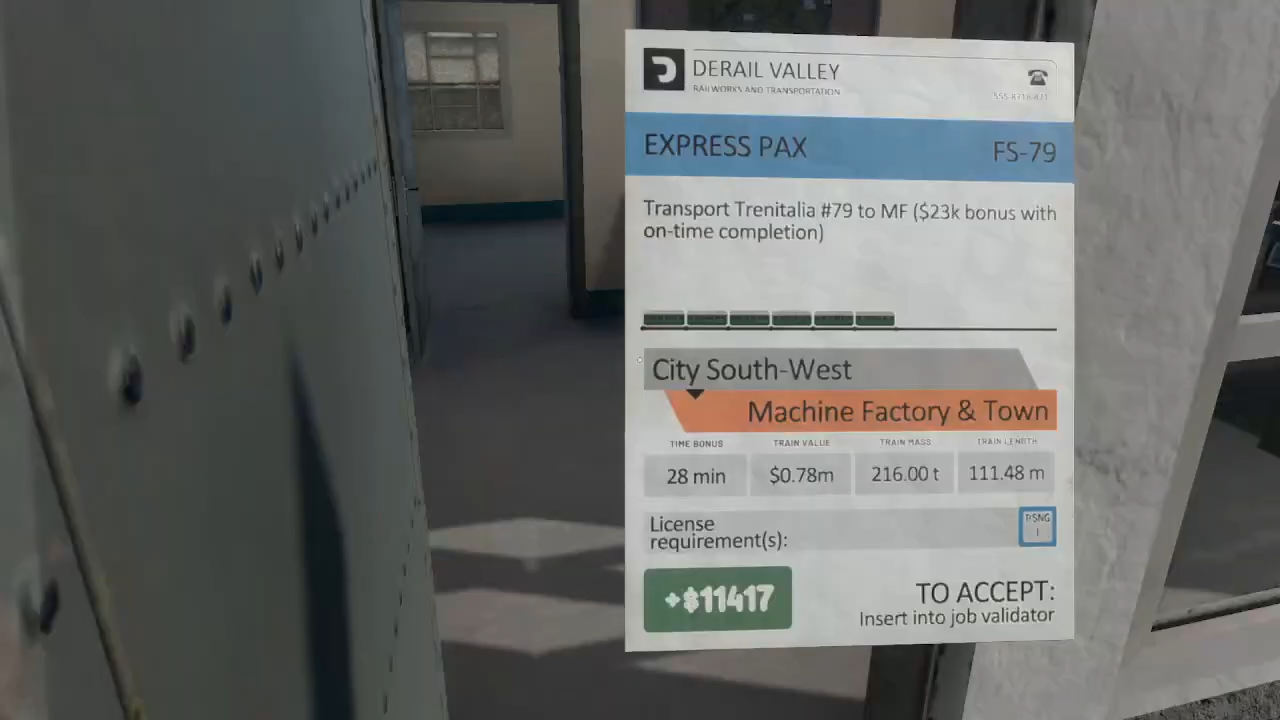 DERAIL VALLEY
RAILWORKS AND TRANSPORTATION
EXPRESS PAX
FS-79
Transport Trenitalia #79 to MF ($23k bonus with
on-time completion)
City South-West
Machine Factory & Town
TIME BONUS
TRAIN VALUE
TRAIN MASS
TRAIN LENGTH
28 min
$0.78m
216.00 t
111.48 m
License
requirement(s):
PSNG
1
+$11417
TO ACCEPT:
Insert into job validator